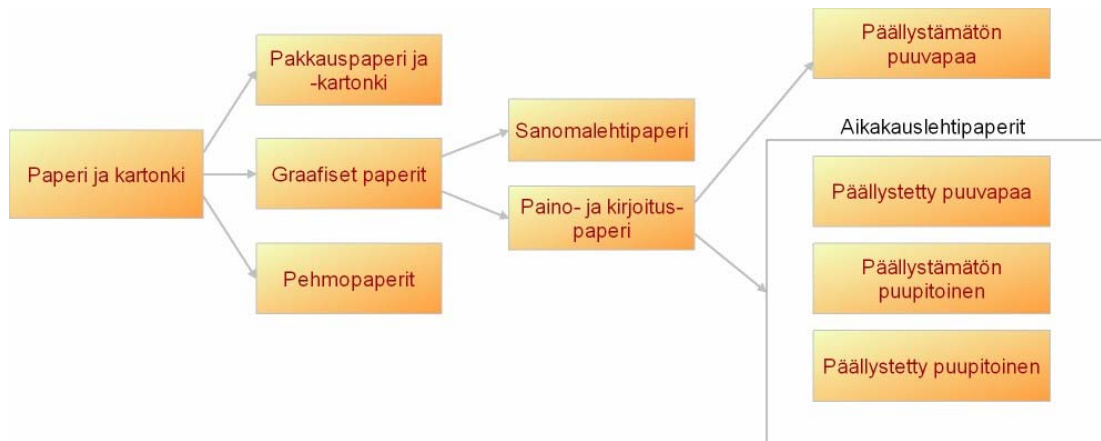 Paperi ja kartonki
Pakkauspaperi ja
-kartonki
Graafiset paperit
Pehmopaperit
Sanomalehtipaperi
Paino- ja kirjoitus-
paperi
Päällystämätön
puuvapaa
Aikakauslehtipaperit
Päällystetty puuvapaa
Päällystämätön
puupitoinen
Päällystetty puupitoinen